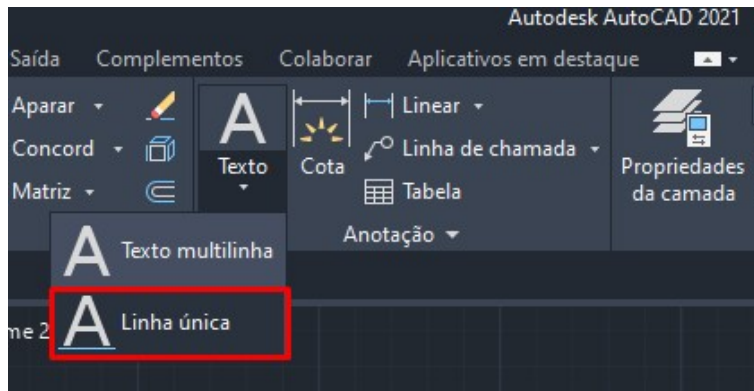 Autodesk AutoCAD 2021
Saída Complementos Colaborar Aplicativos em destaque
Aparar
Concord
Matriz
Texto
Cota
Linear
Linha de chamada
Tabela
Anotação
Propriedades
da camada
Texto multilinha
Linha única
me 2